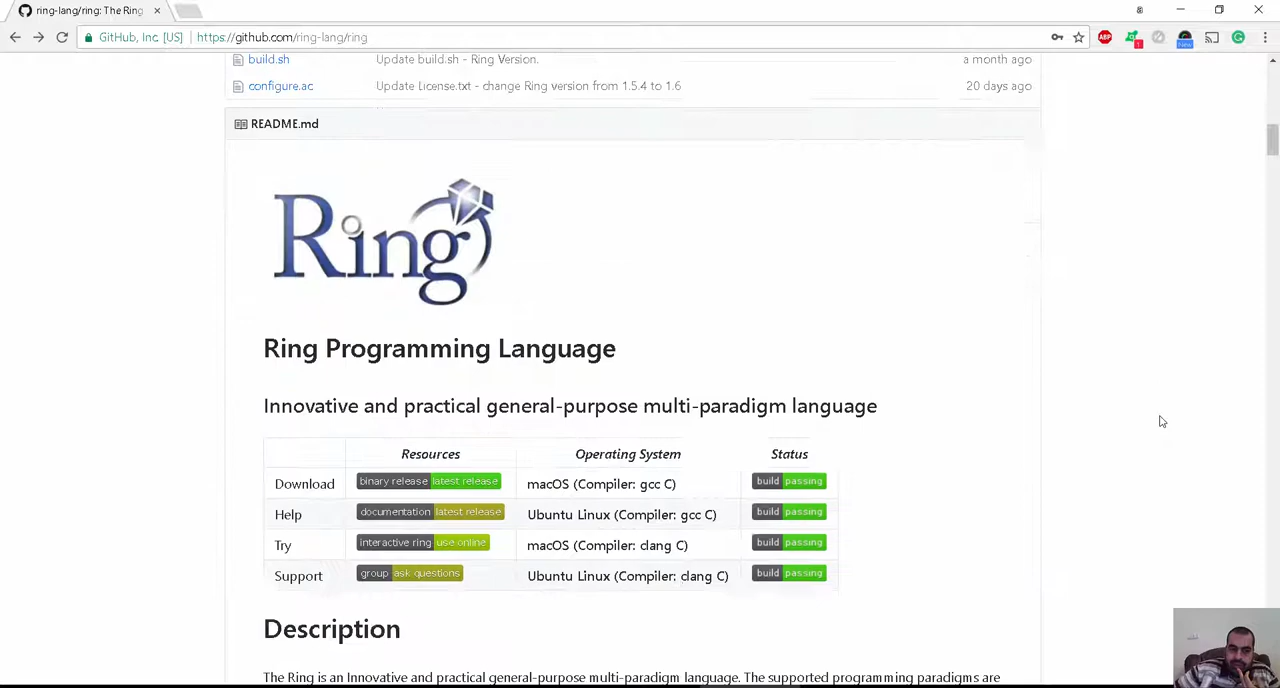 ring-lang/ring: The Ring
GitHub, Inc. [US] https://github.com/ring-lang/ring
ABP
1
New
build.sh Update build.sh - Ring Version. a month ago
configure.ac Update License.txt - change Ring version from 1.5.4 to 1.6 20 days ago
README.md
Ring
Ring Programming Language
Innovative and practical general-purpose multi-paradigm language
Resources Operating System Status
Download binary release latest release macOS (Compiler: gcc C) build passing
Help documentation latest release Ubuntu Linux (Compiler: gcc C) build passing
Try interactive ring use online macOS (Compiler: clang C) build passing
Support group ask questions Ubuntu Linux (Compiler: clang C) build passing
Description
The Ring is an Innovative and practical general-purpose multi-paradigm language. The supported programming paradigms are